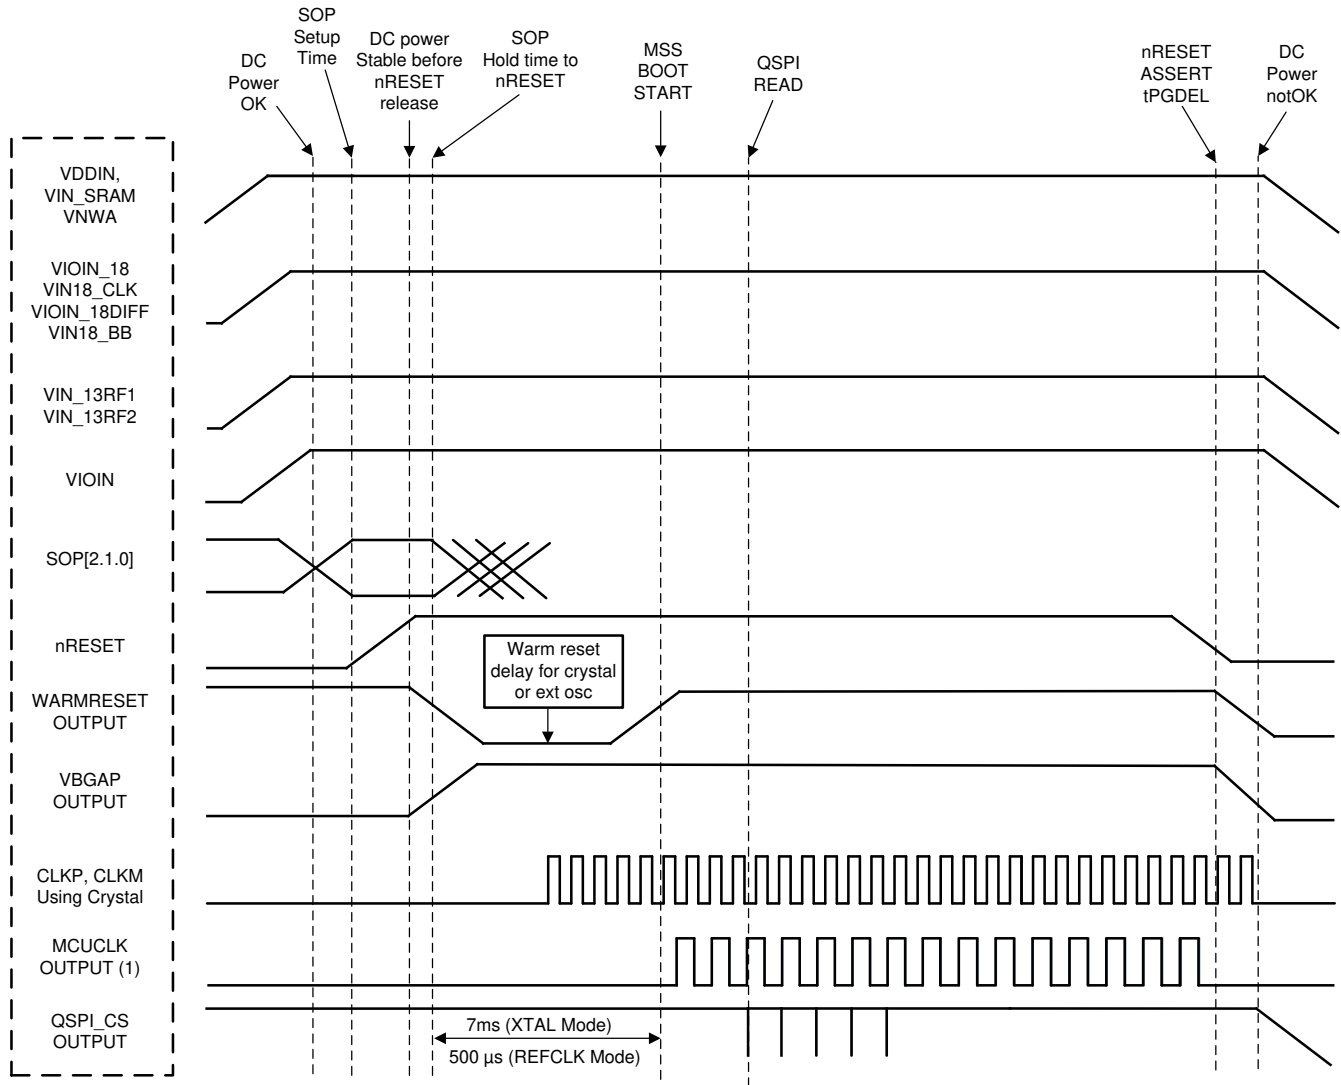 SOP
Setup
Time
DC
Power
OK
DC power
Stable before
nRESET
release
SOP
Hold time to
nRESET
MSS
BOOT
START
QSPI
READ
nRESET
ASSERT
tPGDEL
DC
Power
notOK
VDDIN,
VIN_SRAM
VNWA
VIOIN_18
VIN18_CLK
VIOIN_18DIFF
VIN18_BB
VIN_13RF1
VIN_13RF2
VIOIN
SOP[2.1.0]
nRESET
Warm reset
delay for crystal
or ext osc
WARMRESET
OUTPUT
VBGAP
OUTPUT
CLKP, CLKM
Using Crystal
MCUCLK
OUTPUT (1)
QSPI_CS
OUTPUT
7ms (XTAL Mode)
500 µs (REFCLK Mode)